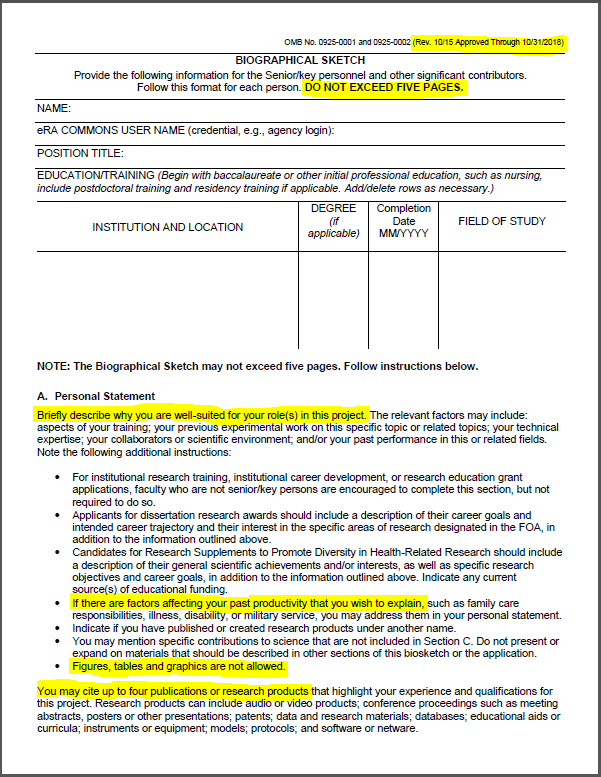 OMB No. 0925-0001 and 0925-0002 (Rev. 10/15 Approved Through 10/31/2018)
BIOGRAPHICAL SKETCH
Provide the following information for the Senior/key personnel and other significant contributors.
Follow this format for each person. DO NOT EXCEED FIVE PAGES.
NAME:
eRA COMMONS USER NAME (credential, e.g., agency login):
POSITION TITLE:
EDUCATION/TRAINING (Begin with baccalaureate or other initial professional education, such as nursing,
include postdoctoral training and residency training if applicable. Add/delete rows as necessary.)
INSTITUTION AND LOCATION
DEGREE
(if
applicable)
Completion
Date
MM/YYYY
FIELD OF STUDY
NOTE: The Biographical Sketch may not exceed five pages. Follow instructions below.
A. Personal Statement
Briefly describe why you are well-suited for your role(s) in this project. The relevant factors may include:
aspects of your training; your previous experimental work on this specific topic or related topics; your technical
expertise; your collaborators or scientific environment; and/or your past performance in this or related fields.
Note the following additional instructions:
• For institutional research training, institutional career development, or research education grant
applications, faculty who are not senior/key persons are encouraged to complete this section, but not
required to do so.
• Applicants for dissertation research awards should include a description of their career goals and
intended career trajectory and their interest in the specific areas of research designated in the FOA, in
addition to the information outlined above.
• Candidates for Research Supplements to Promote Diversity in Health-Related Research should include
a description of their general scientific achievements and/or interests, as well as specific research
objectives and career goals, in addition to the information outlined above. Indicate any current
source(s) of educational funding.
• If there are factors affecting your past productivity that you wish to explain, such as family care
responsibilities, illness, disability, or military service, you may address them in your personal statement.
• Indicate if you have published or created research products under another name.
• You may mention specific contributions to science that are not included in Section C. Do not present or
expand on materials that should be described in other sections of this biosketch or the application.
• Figures, tables and graphics are not allowed.
You may cite up to four publications or research products that highlight your experience and qualifications for
this project. Research products can include audio or video products; conference proceedings such as meeting
abstracts, posters or other presentations; patents; data and research materials; databases; educational aids or
curricula; instruments or equipment; models; protocols; and software or netware.